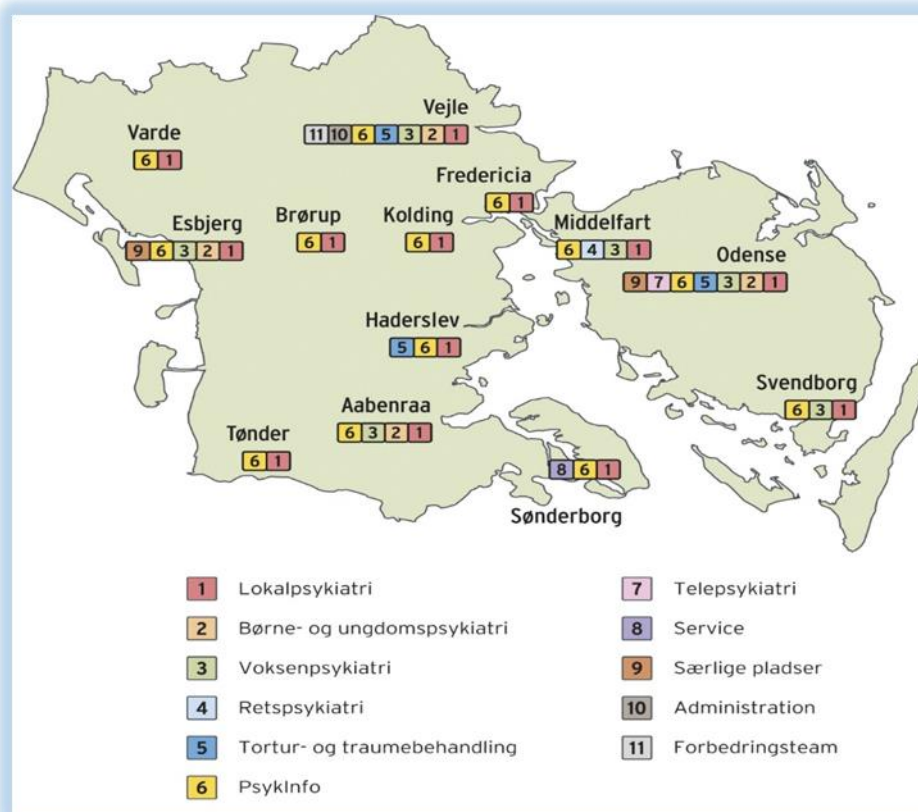 Vejle
11 10 6 5 3 2 1
Varde
6 1
Fredericia
6 1
Esbjerg
9 6 3 2 1
Brørup
6 1
Kolding
6 1
Middelfart
6 4 3 1
Odense
9 7 6 5 3 2 1
Haderslev
5 6 1
Svendborg
6 3 1
Aabenraa
6 3 2 1
Tønder
6 1
8 6 1
Sønderborg
1 Lokalpsykiatri
2 Børne- og ungdomspsykiatri
3 Voksenpsykiatri
4 Retspsykiatri
5 Tortur- og traumebehandling
6 PsykInfo
7 Telepsykiatri
8 Service
9 Særlige pladser
10 Administration
11 Forbedringsteam